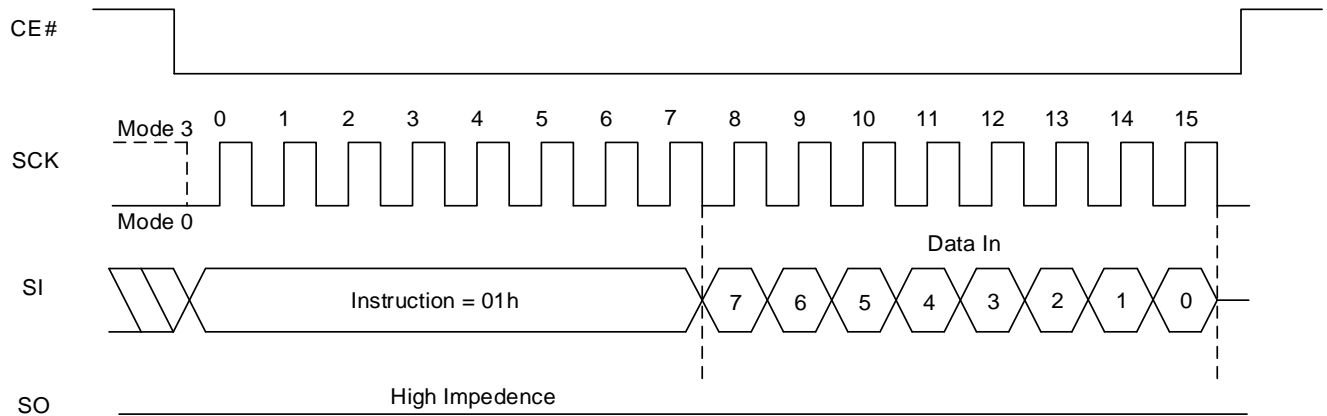 CE#
Mode 3
0 1 2 3 4 5 6 7 8 9 10 11 12 13 14 15
SCK
Mode 0
Data In
SI
Instruction = 01h
7 6 5 4 3 2 1 0
High Impedence
SO